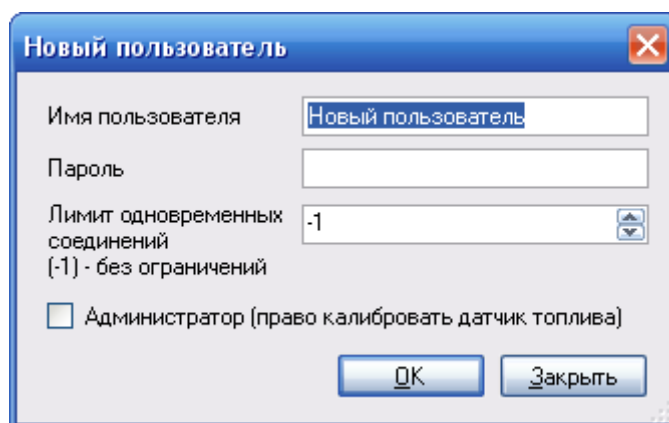 Новый пользователь
Имя пользователя
Новый пользователь
Пароль
Лимит одновременных
соединений
(-1) - без ограничений
-1
Администратор (право калибровать датчик топлива)
OK
Закрыть